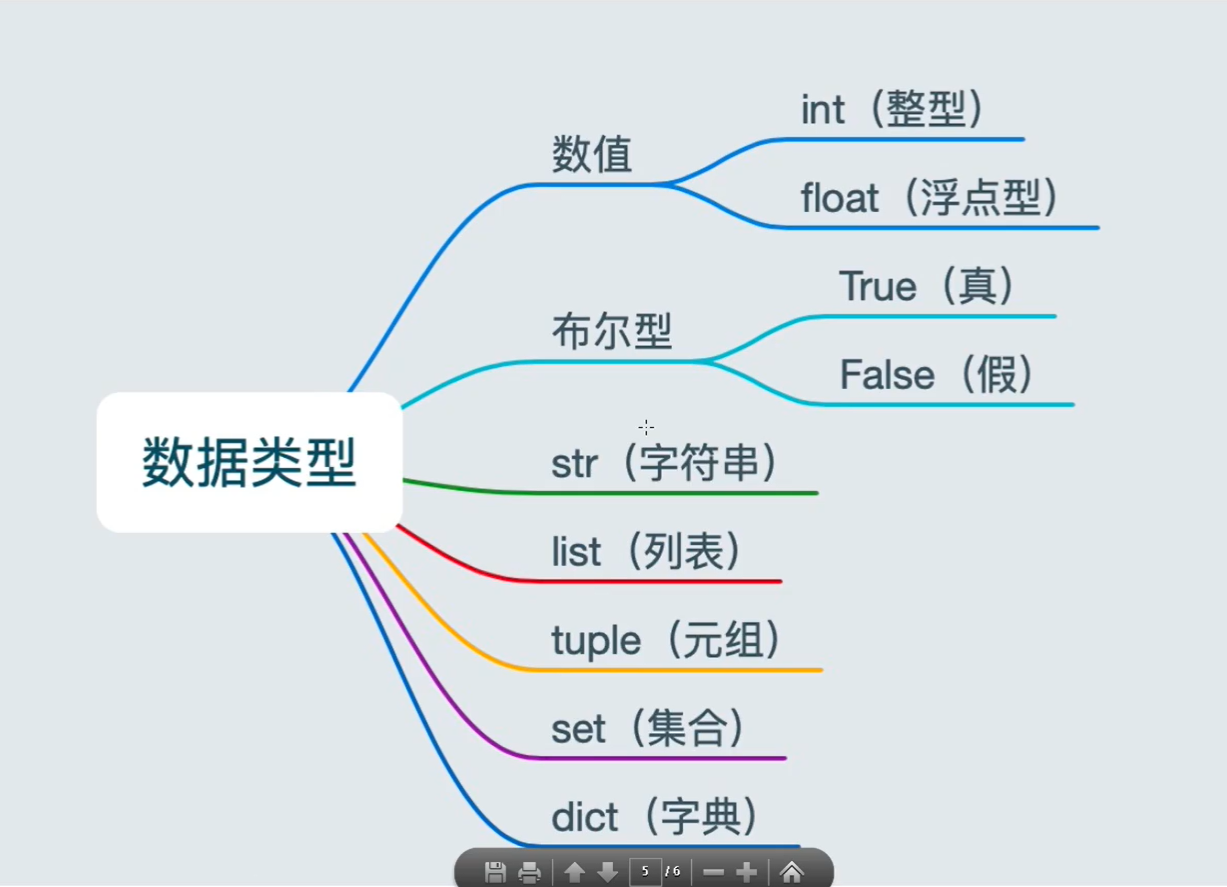 int（整型）
数值
float（浮点型）
True（真）
布尔型
False（假）
数据类型
str（字符串）
list（列表）
tuple（元组）
set（集合）
dict（字典）
5 / 6